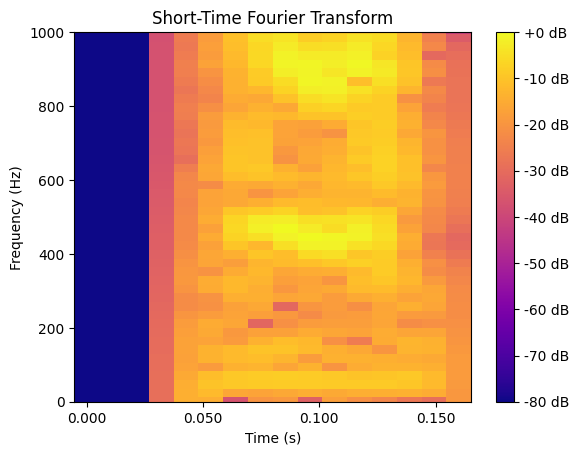 Short-Time Fourier Transform
1000
800
600
400
200
0
Frequency (Hz)
0.000
0.050
0.100
0.150
Time (s)
+0 dB
-10 dB
-20 dB
-30 dB
-40 dB
-50 dB
-60 dB
-70 dB
-80 dB